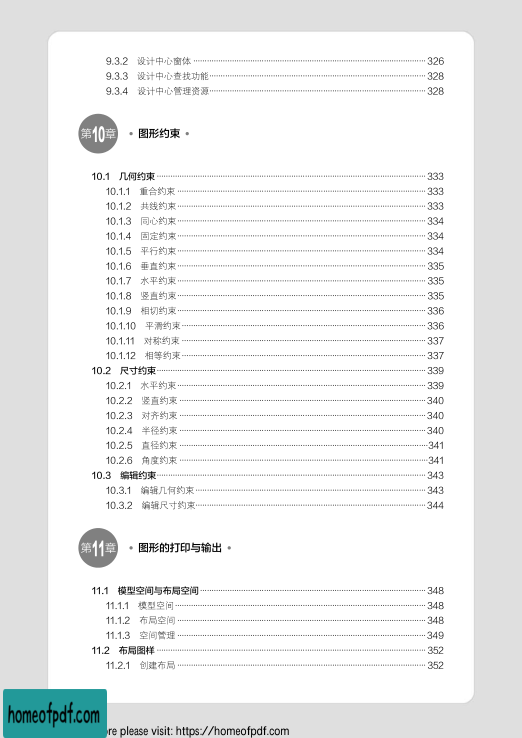 9.3.2 设计中心窗体 326
9.3.3 设计中心查找功能 328
9.3.4 设计中心管理资源 328
第10章 • 图形约束 •
10.1 几何约束 333
10.1.1 重合约束 333
10.1.2 共线约束 333
10.1.3 同心约束 334
10.1.4 固定约束 334
10.1.5 平行约束 334
10.1.6 垂直约束 335
10.1.7 水平约束 335
10.1.8 竖直约束 335
10.1.9 相切约束 336
10.1.10 平滑约束 336
10.1.11 对称约束 337
10.1.12 相等约束 337
10.2 尺寸约束 339
10.2.1 水平约束 339
10.2.2 竖直约束 340
10.2.3 对齐约束 340
10.2.4 半径约束 340
10.2.5 直径约束 341
10.2.6 角度约束 341
10.3 编辑约束 343
10.3.1 编辑几何约束 343
10.3.2 编辑尺寸约束 344
第11章 • 图形的打印与输出 •
11.1 模型空间与布局空间 348
11.1.1 模型空间 348
11.1.2 布局空间 348
11.1.3 空间管理 349
11.2 布局图样 352
11.2.1 创建布局 352
homeofpdf.com
ore please visit: https://homeofpdf.com